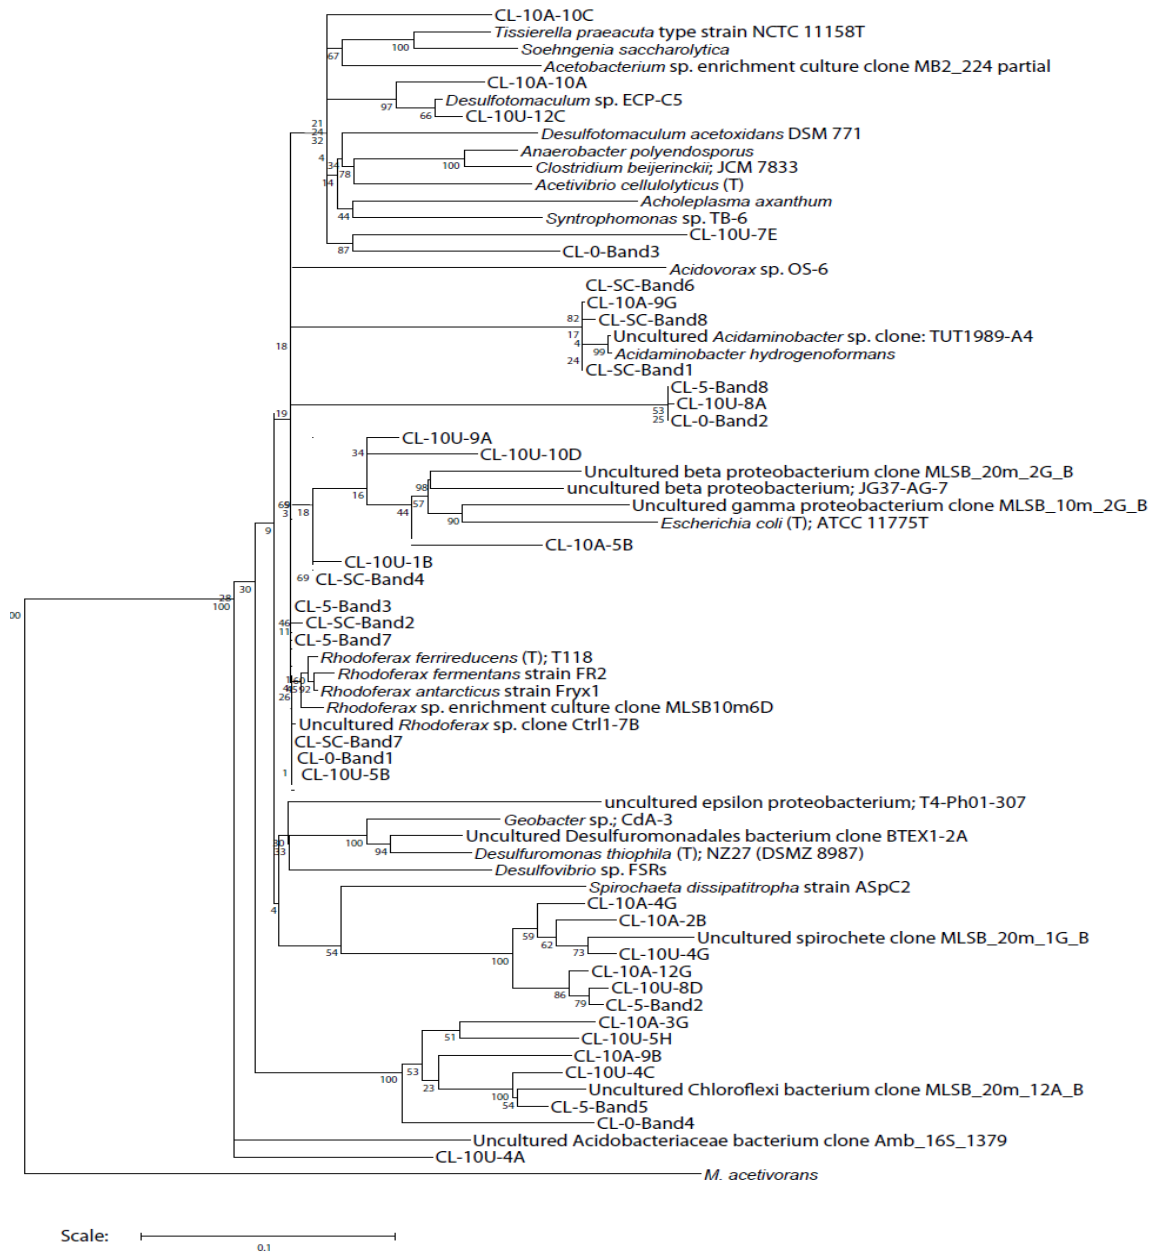 CL-10A-10C
Tissierella praeacuta type strain NCTC 11158T
100
Soehngenia saccharolytica
67
Acetobacterium sp. enrichment culture clone MB2_224 partial
CL-10A-10A
Desulfotomaculum sp. ECP-C5
97
66
CL-10U-12C
21
24
32
Desulfotomaculum acetoxidans DSM 771
Anaerobacter polyendosporus
4
34
100
Clostridium beijerinckii; JCM 7833
78
14
Acetivibrio cellulolyticus (T)
Acholeplasma axanthum
44
Syntrophomonas sp. TB-6
CL-10U-7E
87
CL-0-Band3
Acidovorax sp. OS-6
CL-SC-Band6
CL-10A-9G
82
CL-SC-Band8
17
Uncultured Acidaminobacter sp. clone: TUT1989-A4
18
4
99
Acidaminobacter hydrogenoformans
24
CL-SC-Band1
CL-5-Band8
CL-10U-8A
53
19
25
CL-0-Band2
CL-10U-9A
34
CL-10U-10D
Uncultured beta proteobacterium clone MLSB_20m_2G_B
98
uncultured beta proteobacterium; JG37-AG-7
16
57
Uncultured gamma proteobacterium clone MLSB_10m_2G_B
3
18
44
90
Escherichia coli (T); ATCC 11775T
9
CL-10A-5B
CL-10U-1B
69
CL-SC-Band4
30
28
100
CL-5-Band3
00
46
CL-SC-Band2
11
CL-5-Band7
Rhodoferax ferrireducens (T); T118
Rhodoferax fermentans strain FR2
92
Rhodoferax antarcticus strain Fryx1
26
Rhodoferax sp. enrichment culture clone MLSB10m6D
Uncultured Rhodoferax sp. clone Ctrl1-7B
CL-SC-Band7
CL-0-Band1
1
CL-10U-5B
uncultured epsilon proteobacterium; T4-Ph01-307
Geobacter sp.; CdA-3
Uncultured Desulfuromonadales bacterium clone BTEX1-2A
30
100
33
94
Desulfuromonas thiophila (T); NZ27 (DSMZ 8987)
Desulfovibrio sp. FSRs
Spirochaeta dissipatitropha strain ASpC2
CL-10A-4G
4
CL-10A-2B
59
Uncultured spirochete clone MLSB_20m_1G_B
62
54
73
CL-10U-4G
100
CL-10A-12G
CL-10U-8D
86
79
CL-5-Band2
CL-10A-3G
51
CL-10U-5H
CL-10A-9B
53
CL-10U-4C
100
23
Uncultured Chloroflexi bacterium clone MLSB_20m_12A_B
100
54
CL-5-Band5
CL-0-Band4
Uncultured Acidobacteriaceae bacterium clone Amb_16S_1379
CL-10U-4A
M. acetivorans
Scale:
0.1